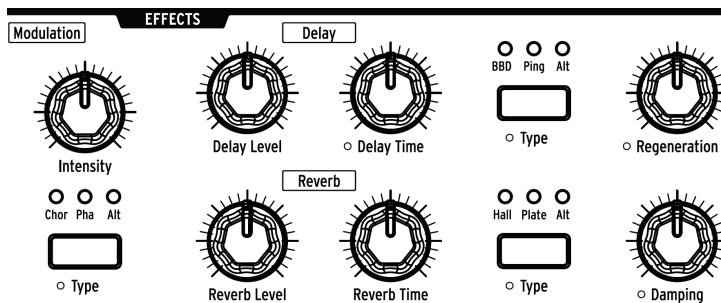 EFFECTS
Modulation
Delay
BBD Ping Alt
Intensity
Delay Level
Delay Time
Type
Regeneration
Reverb
Chor Pha Alt
Hall Plate Alt
Type
Reverb Level
Reverb Time
Type
Damping